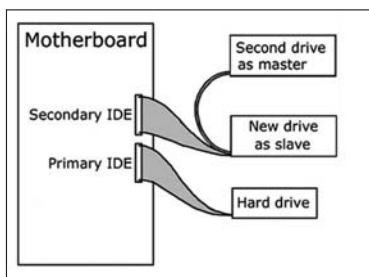 Motherboard
Second drive
as master
Secondary IDE
New drive
as slave
Primary IDE
Hard drive